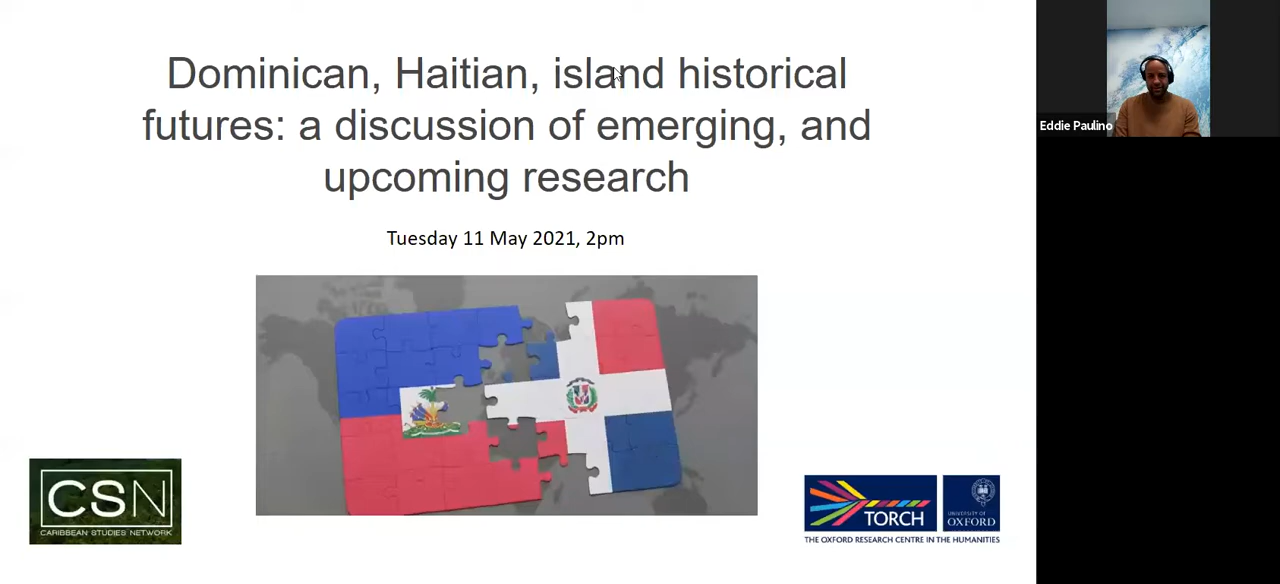 Dominican, Haitian, island historical
futures: a discussion of emerging, and
upcoming research
Tuesday 11 May 2021, 2pm
Eddie Paulino
CSN
CARIBBEAN STUDIES NETWORK
TORCH
UNIVERSITY OF
OXFORD
THE OXFORD RESEARCH CENTRE IN THE HUMANITIES